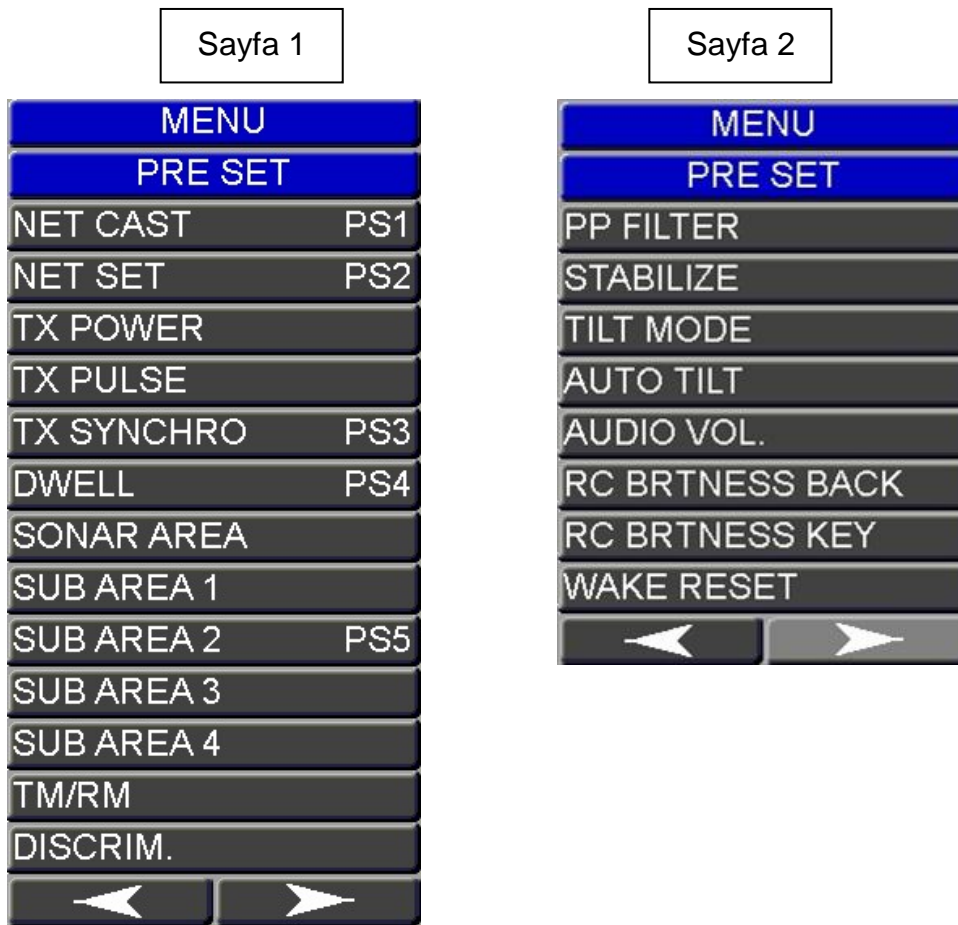 Sayfa 1
MENU
PRE SET
NET CAST PS1
NET SET PS2
TX POWER
TX PULSE
TX SYNCHRO PS3
DWELL PS4
SONAR AREA
SUB AREA 1
SUB AREA 2 PS5
SUB AREA 3
SUB AREA 4
TM/RM
DISCRIM.
Sayfa 2
MENU
PRE SET
PP FILTER
STABILIZE
TILT MODE
AUTO TILT
AUDIO VOL.
RC BRTNESS BACK
RC BRTNESS KEY
WAKE RESET